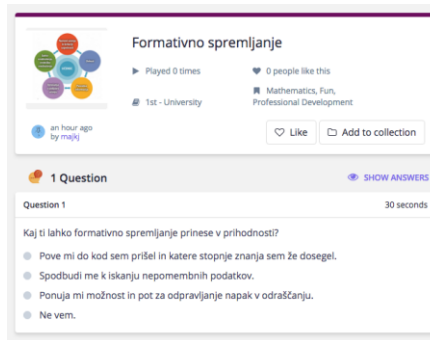 Formativno spremljanje
Played 0 times
0 people like this
1st - University
Mathematics, Fun,
Professional Development
an hour ago
by majkj
Like
Add to collection
1 Question
SHOW ANSWERS
Question 1
30 seconds
Kaj ti lahko formativno spremljanje prinese v prihodnosti?
Pove mi do kod sem prišel in katere stopnje znanja sem že dosegel.
Spodbudi me k iskanju nepomembnih podatkov.
Ponuja mi možnost in pot za odpravljanje napak v odraščanju.
Ne vem.